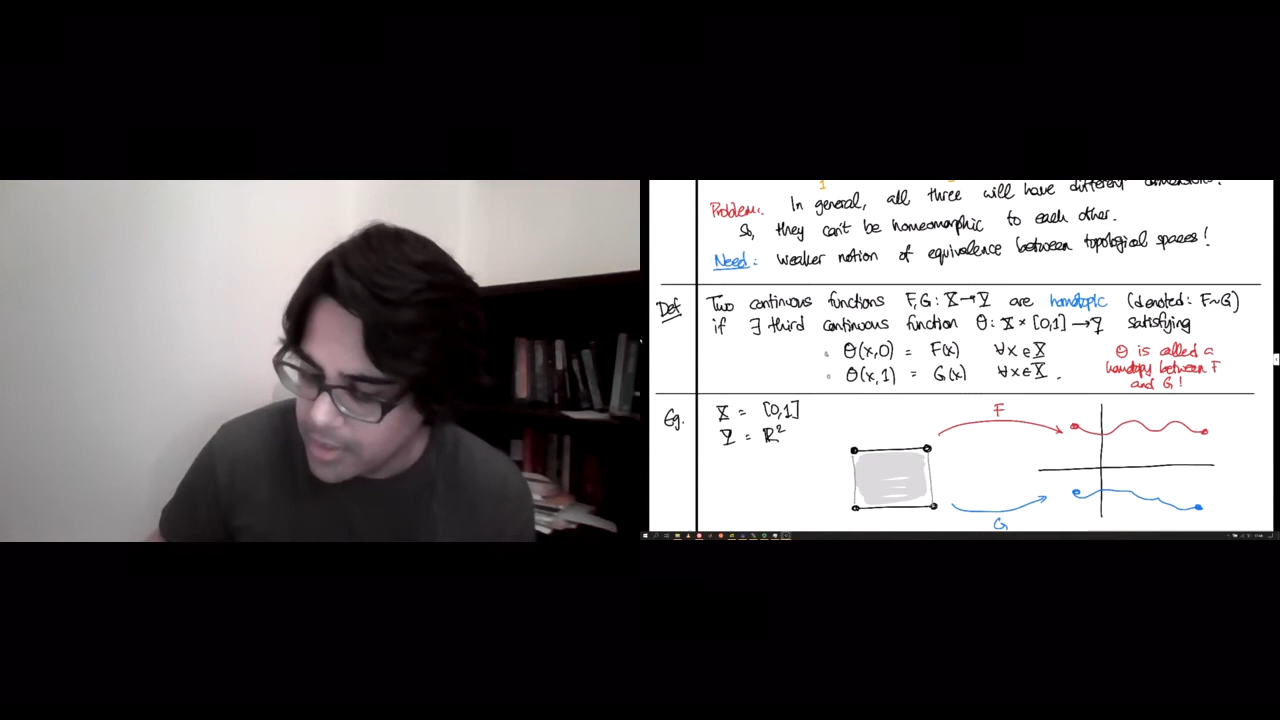 1
Problem: In general, all three will have different dimensions!
So, they can't be homeomorphic to each other.
Need: weaker notion of equivalence between topological spaces!
Def Two continuous functions F, G : X → Y are homotopic (denoted: F~G)
if ∃ third continuous function θ : X × [0,1] → Y satisfying
• θ(x,0) = F(x) ∀x ∈ X
• θ(x,1) = G(x) ∀x ∈ X .
θ is called a
homotopy between F
and G!
Eg. X = [0,1]
Y = ℝ²
F
G